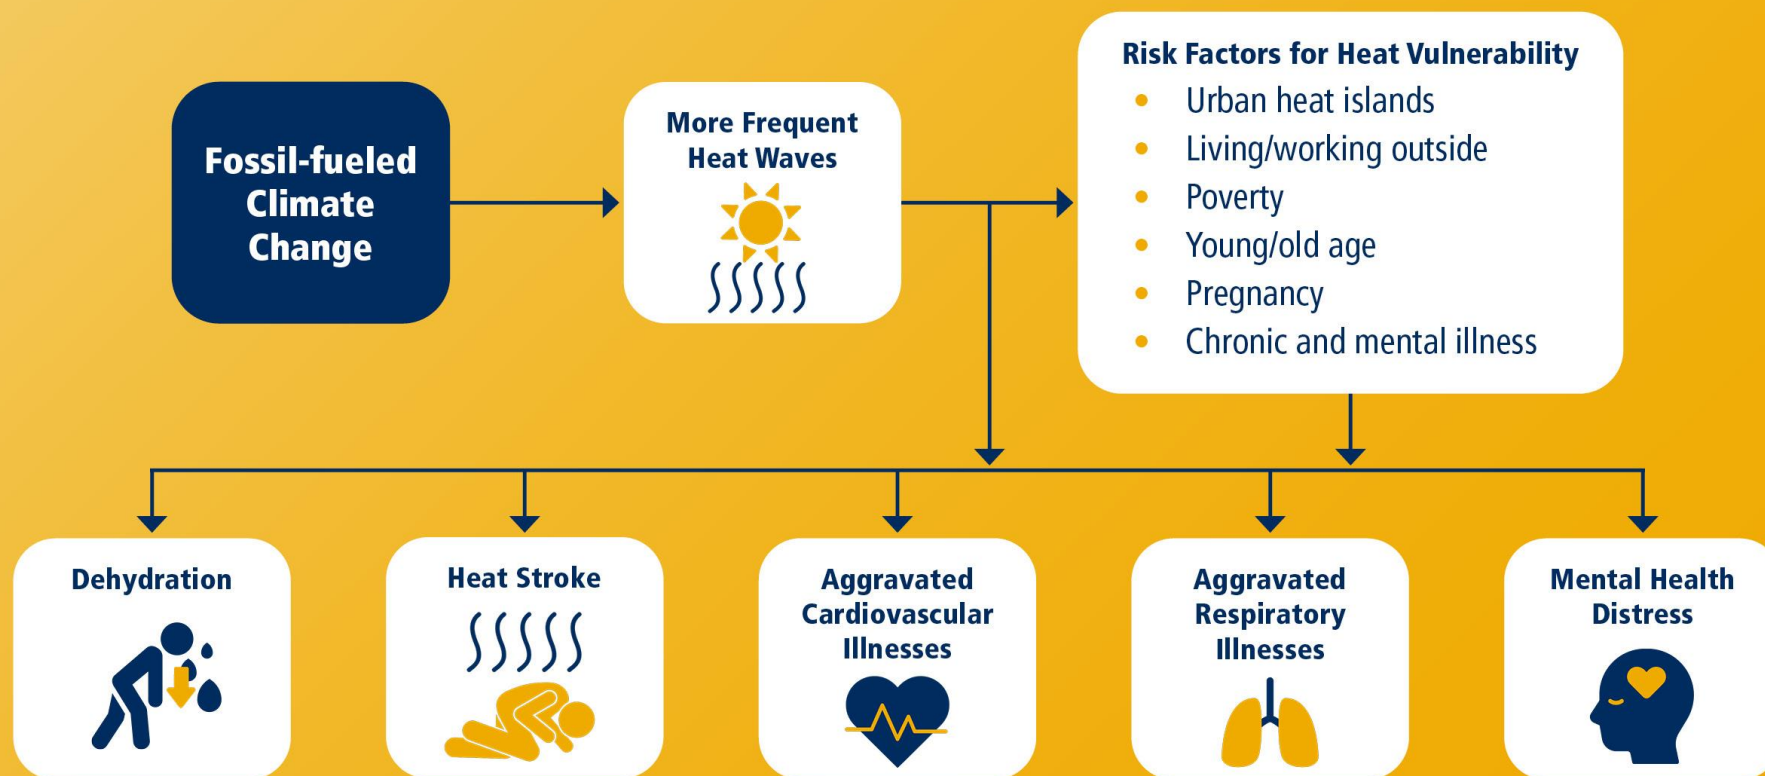 Fossil-fueled
Climate
Change
More Frequent
Heat Waves
Risk Factors for Heat Vulnerability
• Urban heat islands
• Living/working outside
• Poverty
• Young/old age
• Pregnancy
• Chronic and mental illness
Dehydration
Heat Stroke
Aggravated
Cardiovascular
Illnesses
Aggravated
Respiratory
Illnesses
Mental Health
Distress